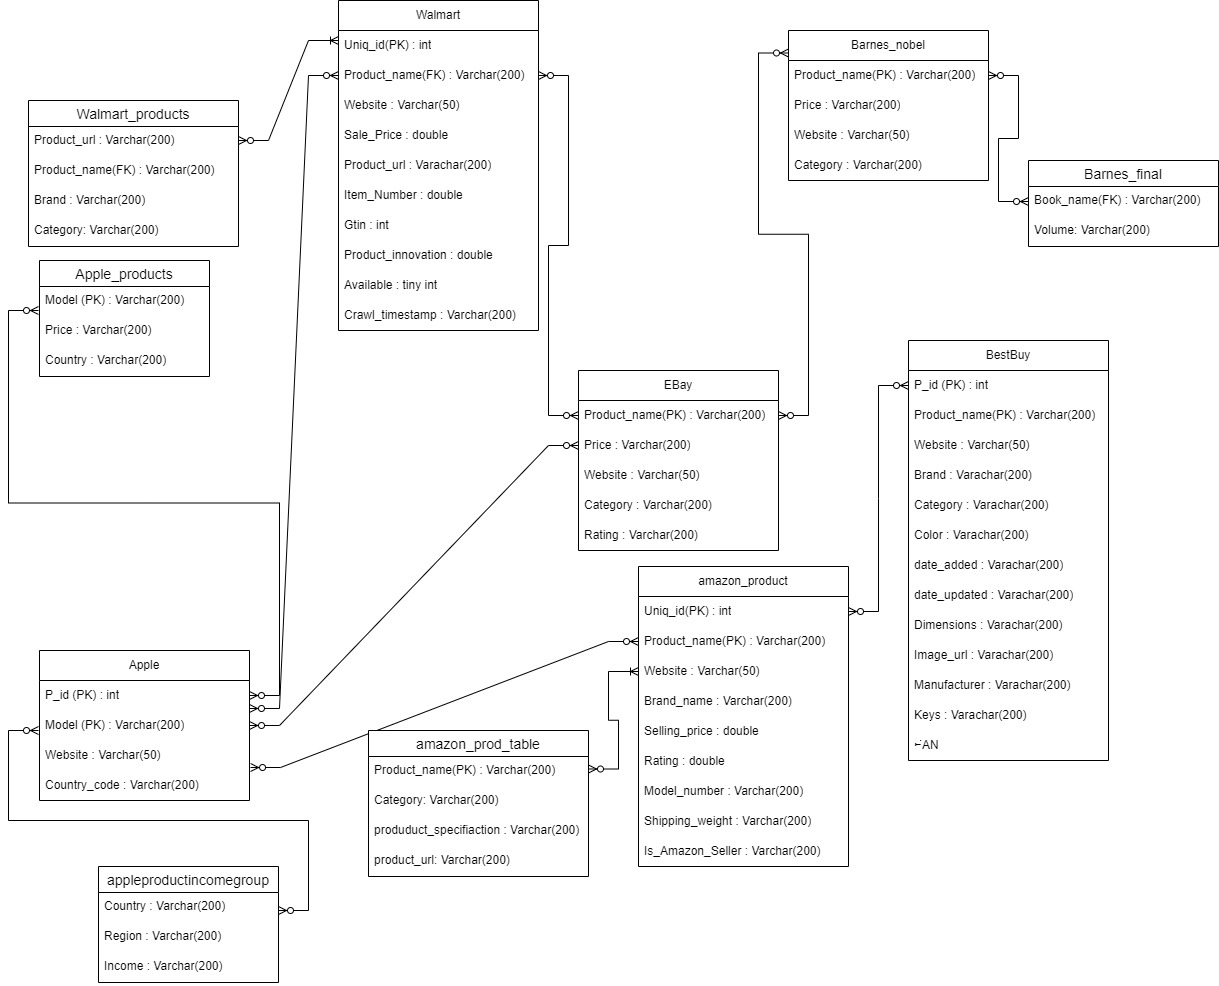 Walmart
Uniq_id(PK) : int
Product_name(FK) : Varchar(200)
Website : Varchar(50)
Sale_Price : double
Product_url : Varachar(200)
Item_Number : double
Gtin : int
Product_innovation : double
Available : tiny int
Crawl_timestamp : Varchar(200)
Walmart_products
Product_url : Varchar(200)
Product_name(FK) : Varchar(200)
Brand : Varchar(200)
Category: Varchar(200)
Apple_products
Model (PK) : Varchar(200)
Price : Varchar(200)
Country : Varchar(200)
Barnes_nobel
Product_name(PK) : Varchar(200)
Price : Varchar(200)
Website : Varchar(50)
Category : Varchar(200)
Barnes_final
Book_name(FK) : Varchar(200)
Volume: Varchar(200)
EBay
Product_name(PK) : Varchar(200)
Price : Varchar(200)
Website : Varchar(50)
Category : Varchar(200)
Rating : Varchar(200)
BestBuy
P_id (PK) : int
Product_name(PK) : Varchar(200)
Website : Varchar(50)
Brand : Varachar(200)
Category : Varachar(200)
Color : Varachar(200)
date_added : Varachar(200)
date_updated : Varachar(200)
Dimensions : Varachar(200)
Image_url : Varachar(200)
Manufacturer : Varachar(200)
Keys : Varachar(200)
amazon_product
Uniq_id(PK) : int
Product_name(PK) : Varchar(200)
Website : Varchar(50)
Brand_name : Varchar(200)
Selling_price : double
Rating : double
Model_number : Varchar(200)
Shipping_weight : Varchar(200)
Is_Amazon_Seller : Varchar(200)
Apple
P_id (PK) : int
Model (PK) : Varchar(200)
Website : Varchar(50)
Country_code : Varchar(200)
amazon_prod_table
Product_name(PK) : Varchar(200)
Category: Varchar(200)
produduct_specifiaction : Varchar(200)
product_url: Varchar(200)
appleproductincomegroup
Country : Varchar(200)
Region : Varchar(200)
Income : Varchar(200)